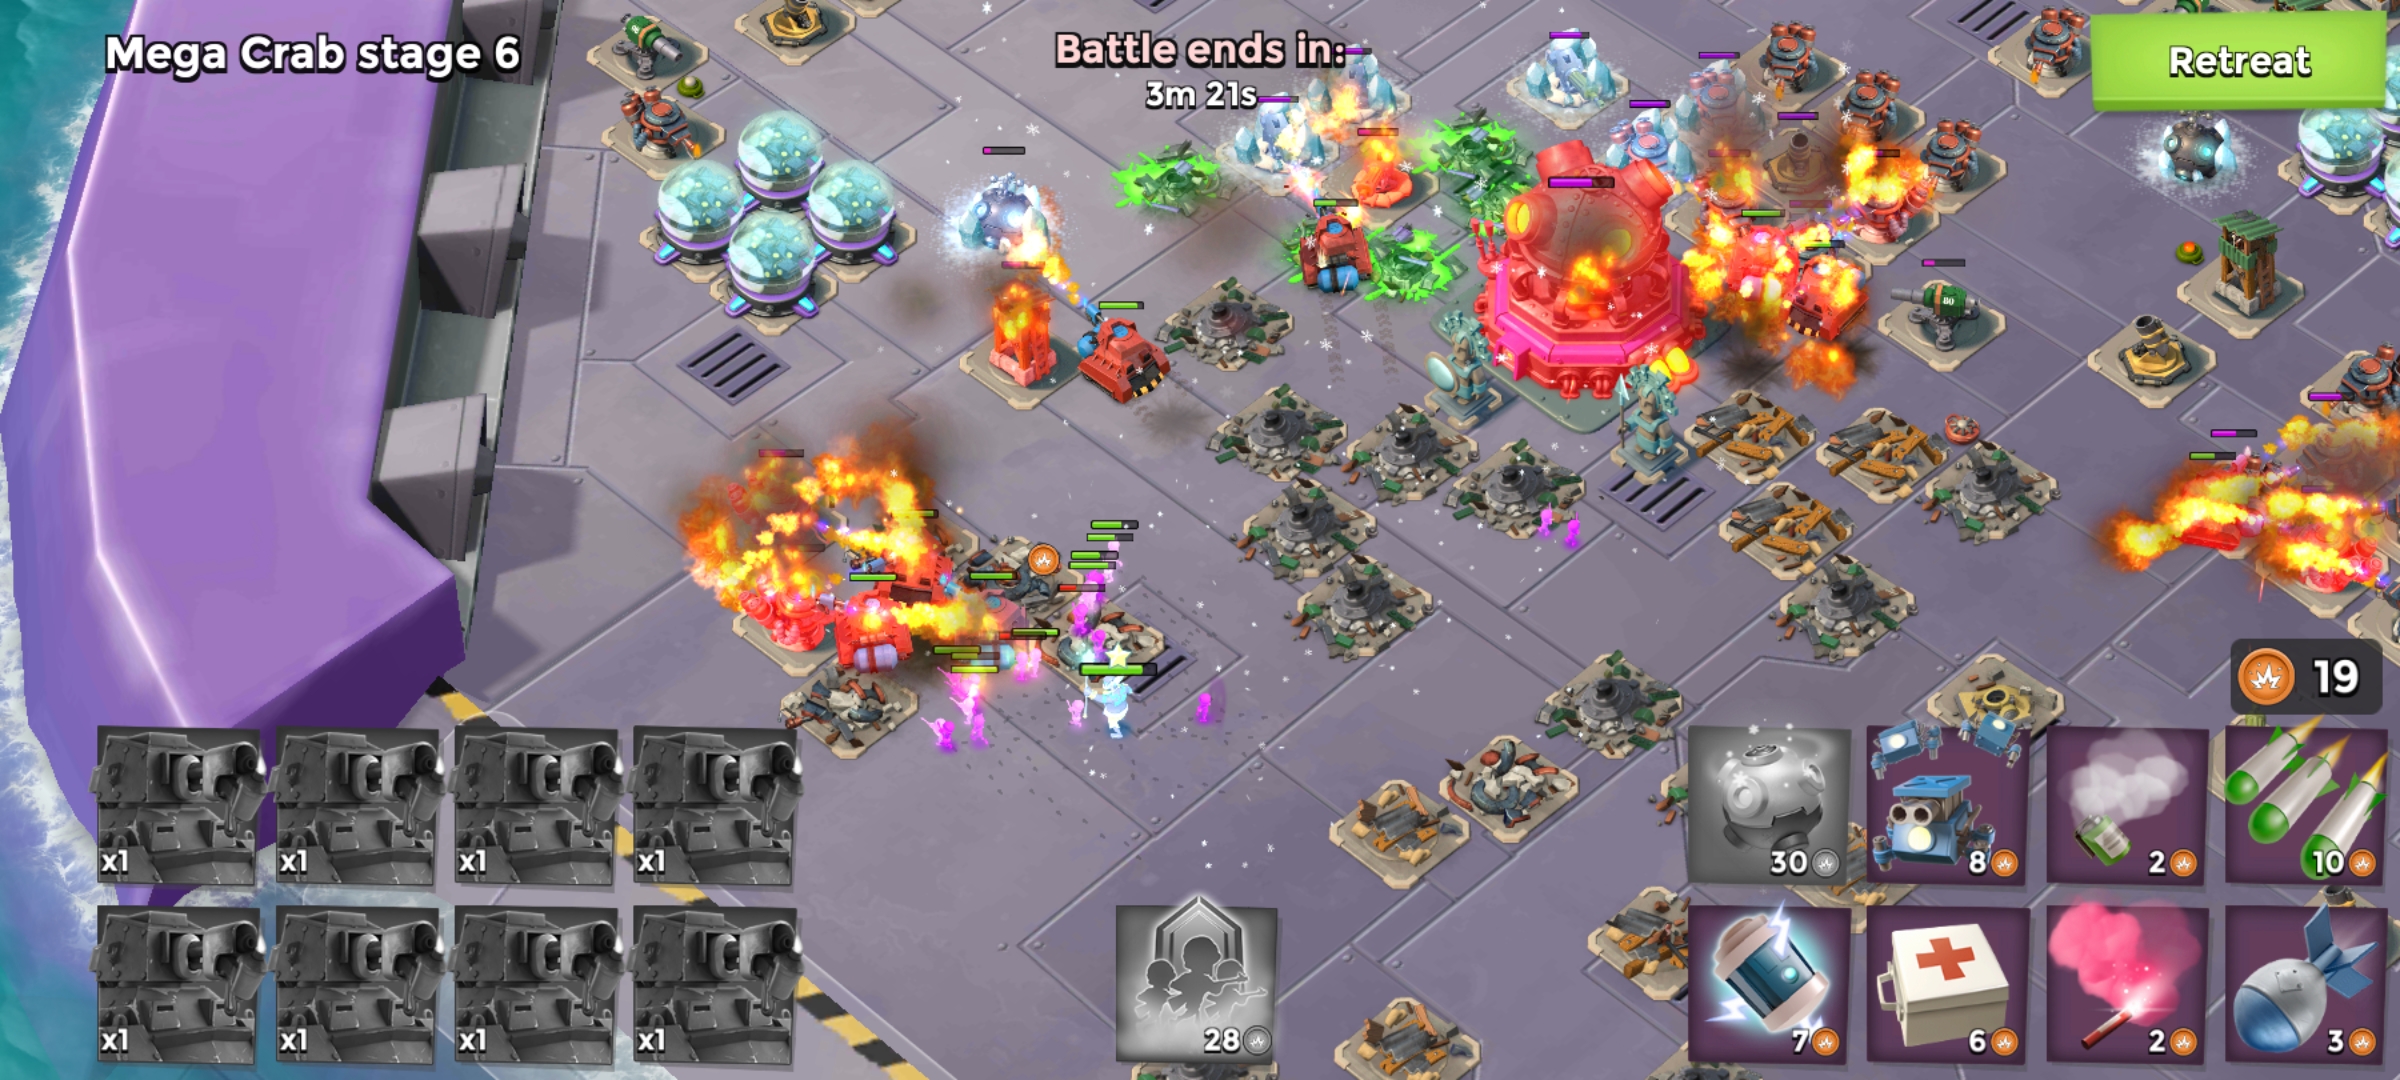 Mega Crab stage 6
Battle ends in:
3m 21s
Retreat
19
x1
x1
x1
x1
30
8
2
10
x1
x1
x1
x1
28
7
6
2
3